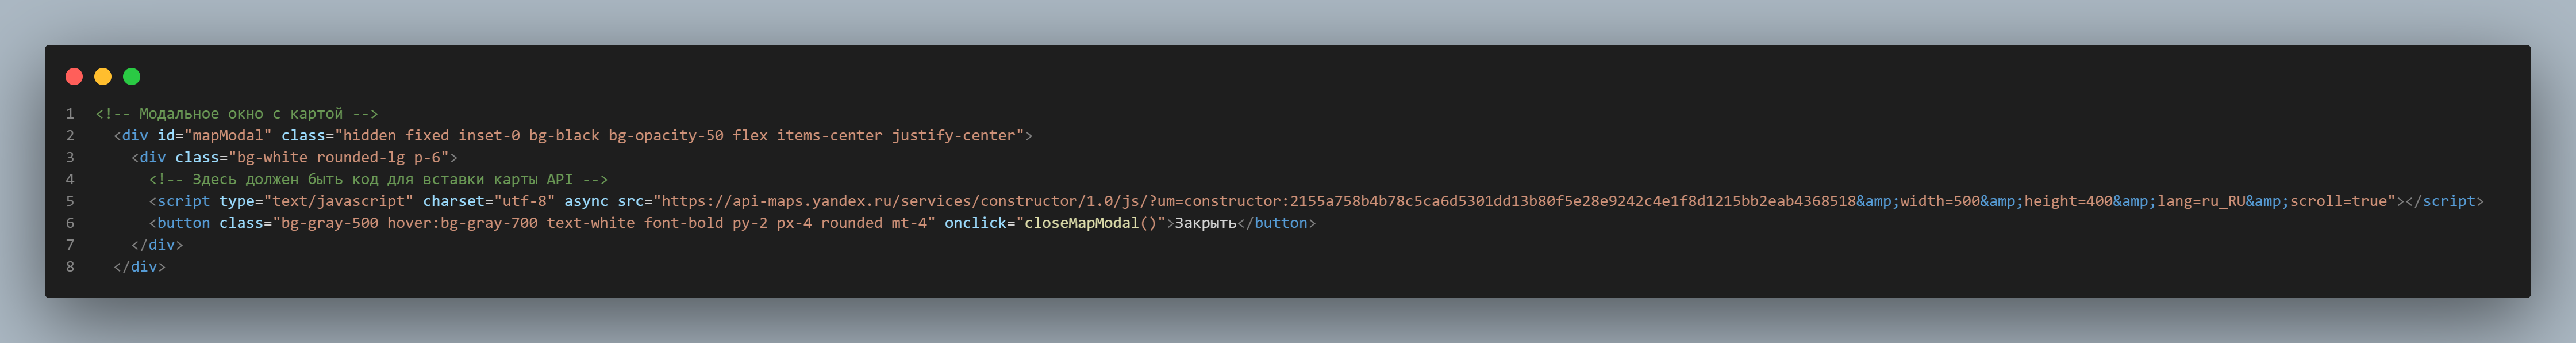 1 <!-- Модальное окно с картой -->
2 <div id="mapModal" class="hidden fixed inset-0 bg-black bg-opacity-50 flex items-center justify-center">
3 <div class="bg-white rounded-lg p-6">
4 <!-- Здесь должен быть код для вставки карты API -->
5 <script type="text/javascript" charset="utf-8" async src="https://api-maps.yandex.ru/services/constructor/1.0/js/?um=constructor:2155a758b4b78c5ca6d5301dd13b80f5e28e9242c4e1f8d1215bb2eab4368518&amp;width=500&amp;height=400&amp;lang=ru_RU&amp;scroll=true"></script>
6 <button class="bg-gray-500 hover:bg-gray-700 text-white font-bold py-2 px-4 rounded mt-4" onclick="closeMapModal()">Закрыть</button>
7 </div>
8 </div>